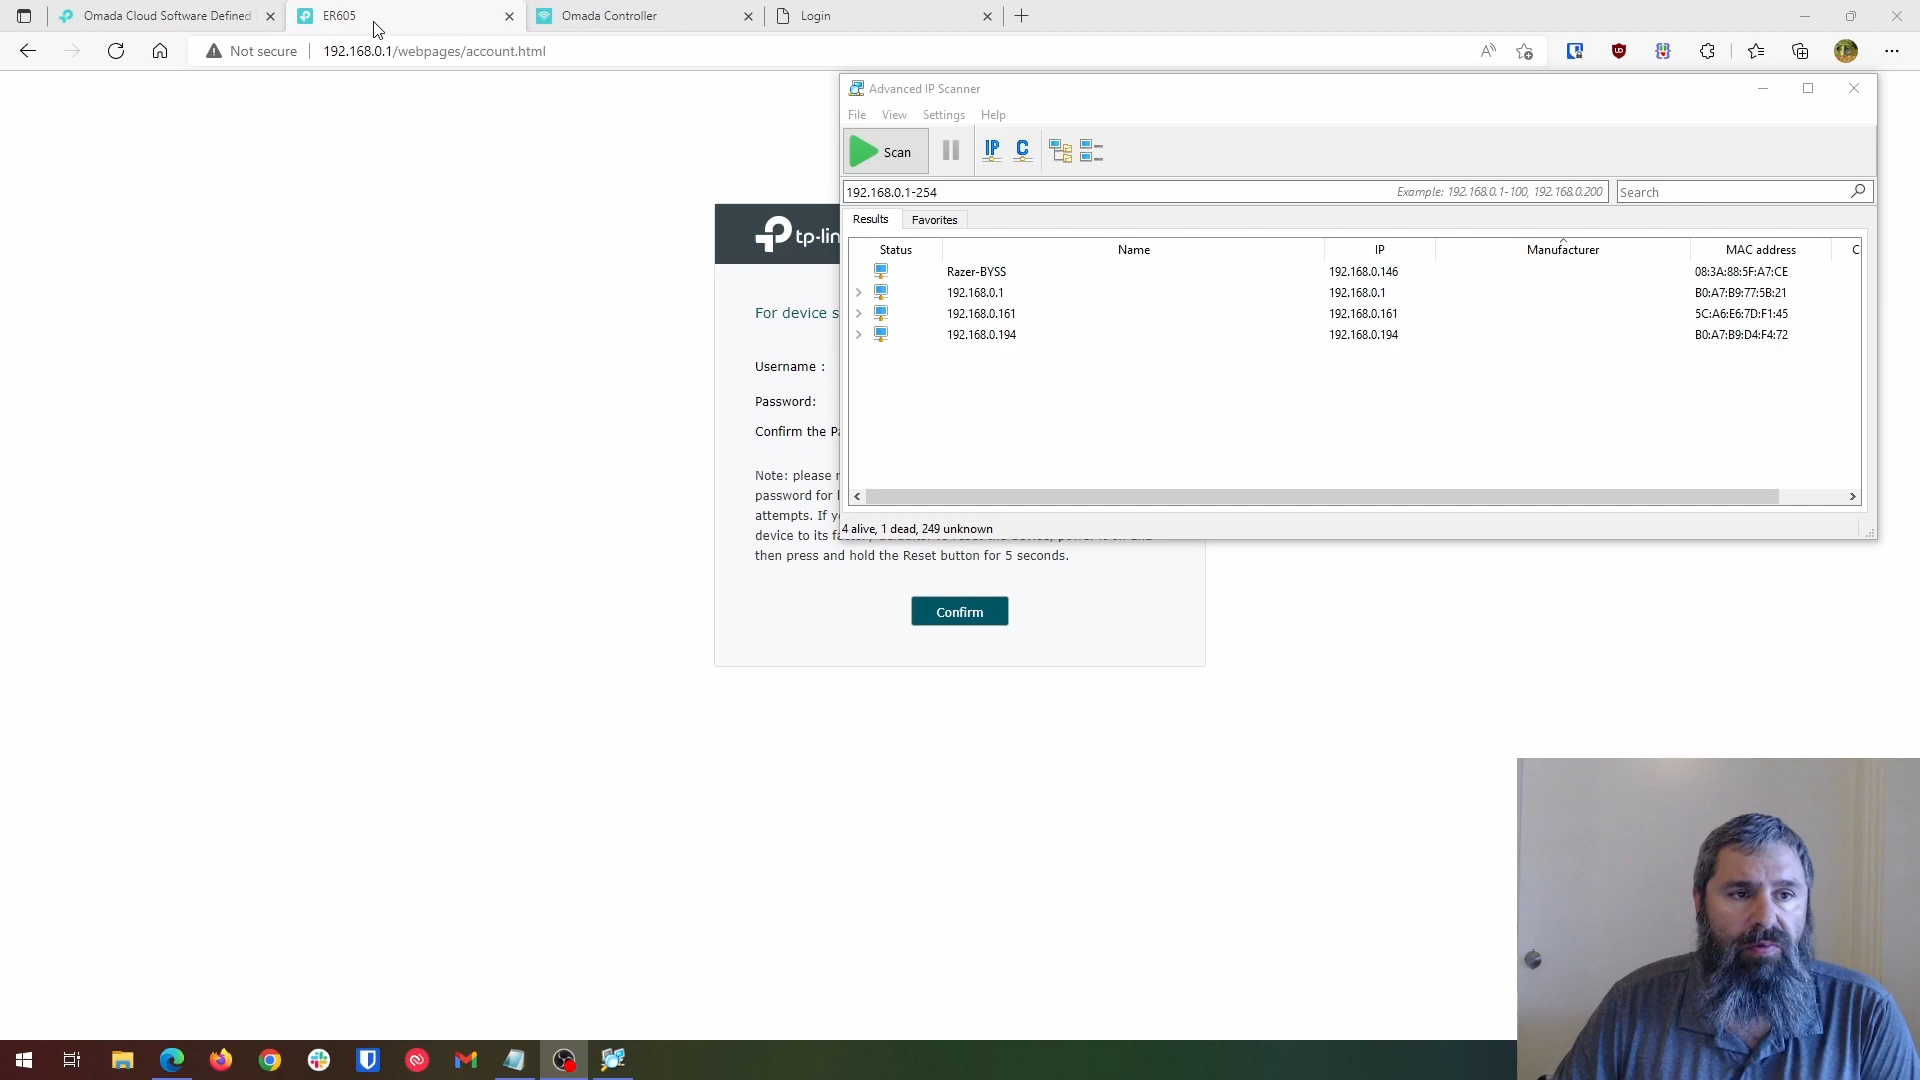 Omada Cloud Software Defined
ER605
Omada Controller
Login
Not secure
192.168.0.1/webpages/account.html
Advanced IP Scanner
File
View
Settings
Help
Scan
IP
C
192.168.0.1-254
Example: 192.168.0.1-100, 192.168.0.200
Search
Results
Favorites
Status
Name
IP
Manufacturer
MAC address
C
Razer-BYSS
192.168.0.146
08:3A:88:5F:A7:CE
192.168.0.1
192.168.0.1
B0:A7:B9:77:5B:21
192.168.0.161
192.168.0.161
5C:A6:E6:7D:F1:45
192.168.0.194
192.168.0.194
B0:A7:B9:D4:F4:72
4 alive, 1 dead, 249 unknown
tp-lin
For device s
Username :
Password:
Confirm the Pa
Note: please
password for
attempts. If y
device to its
then press and hold the Reset button for 5 seconds.
Confirm